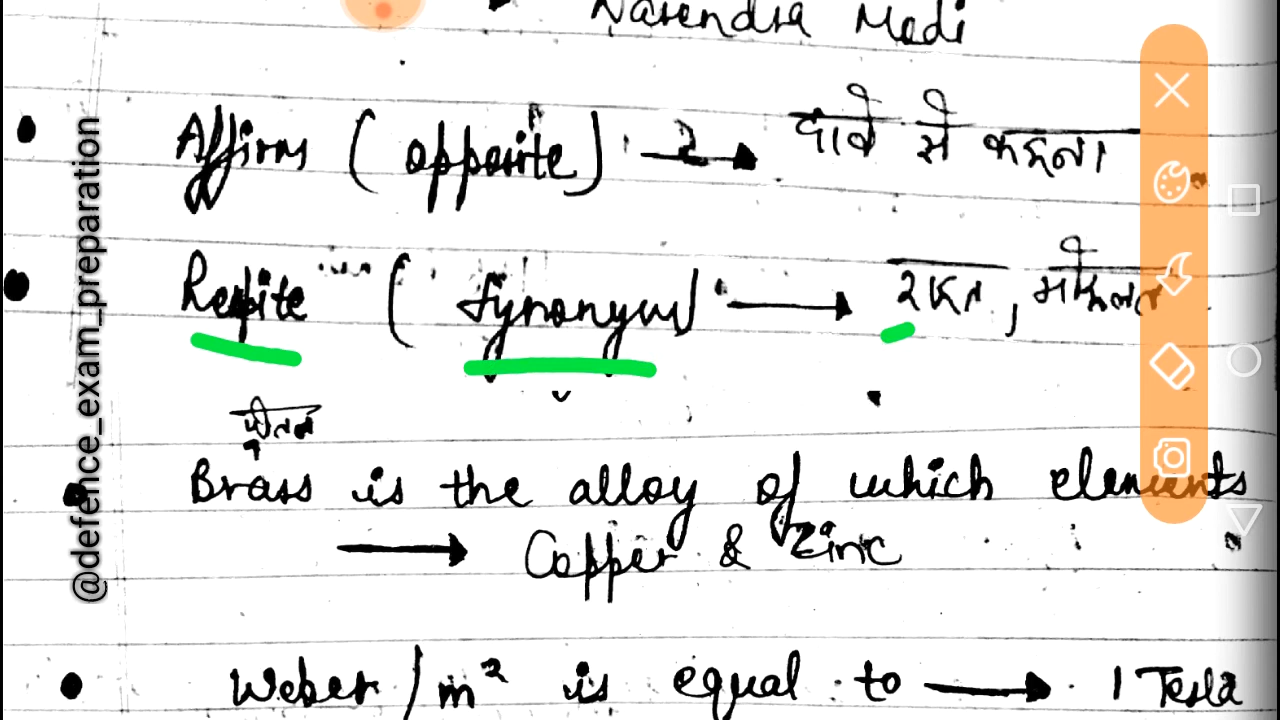 Narendra Modi
Affirm (opposite) → दावे से कहना
Respite (Synonym) → राहत, मोहलत
पीतल
Brass is the alloy of which elements
→ Copper & Zinc
Weber/m² is equal to → 1 Tesla
@defence_exam_preparation